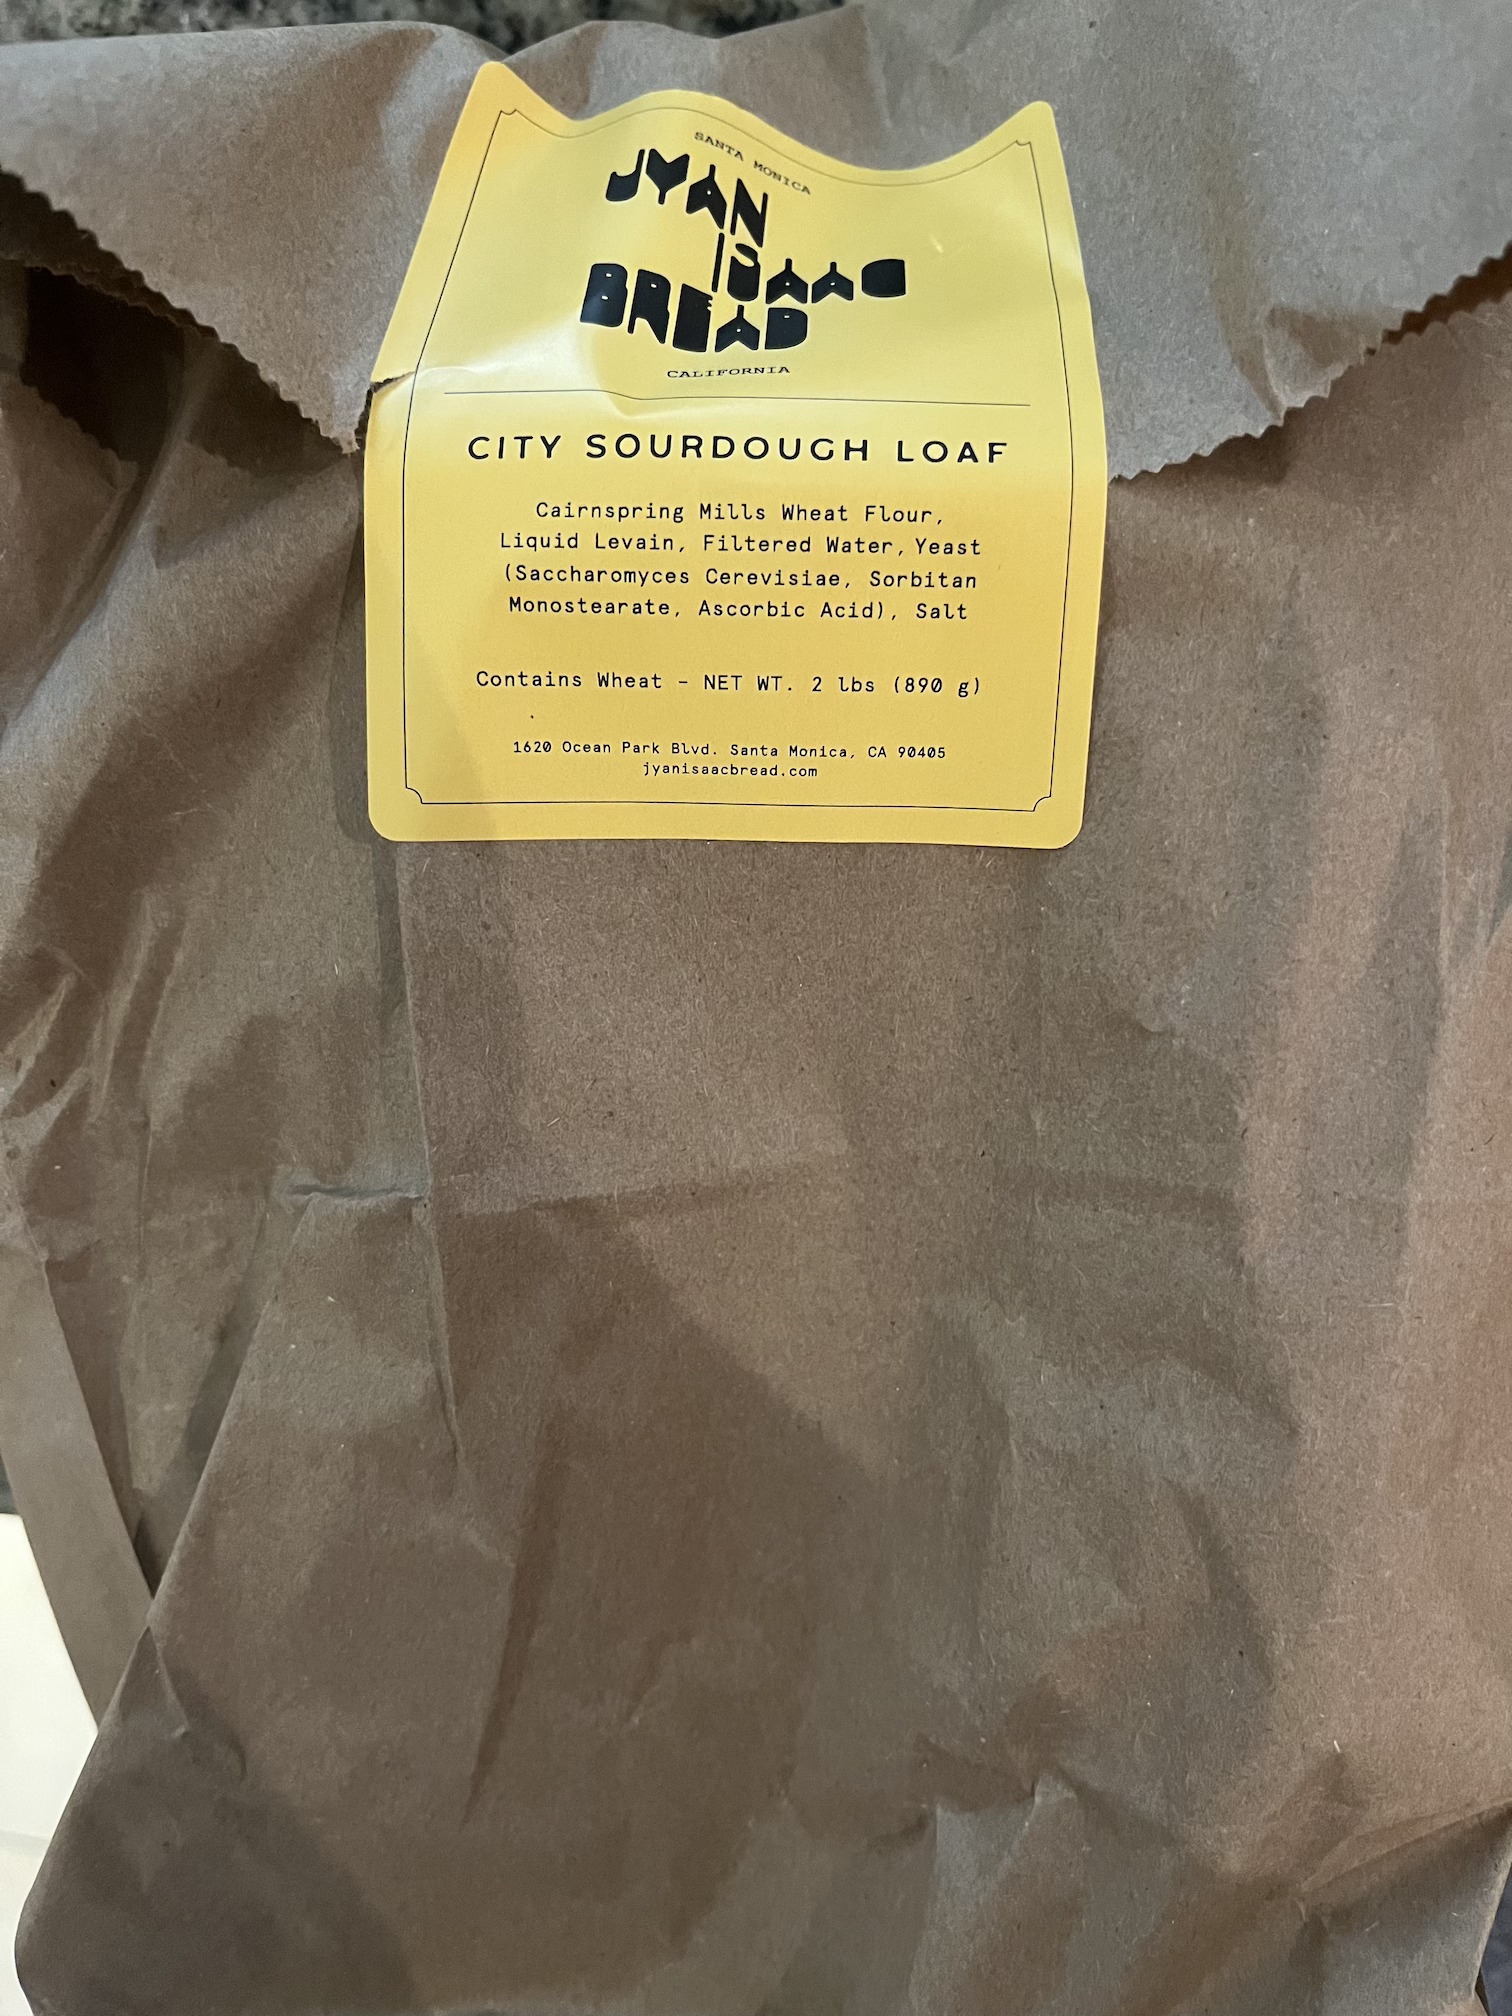 SANTA MONICA
JYAN
ISAAC
BREAD
CALIFORNIA
CITY SOURDOUGH LOAF
Cairnspring Mills Wheat Flour,
Liquid Levain, Filtered Water, Yeast
(Saccharomyces Cerevisiae, Sorbitan
Monostearate, Ascorbic Acid), Salt
Contains Wheat – NET WT. 2 lbs (890 g)
1620 Ocean Park Blvd. Santa Monica, CA 90405
jyanisaacbread.com